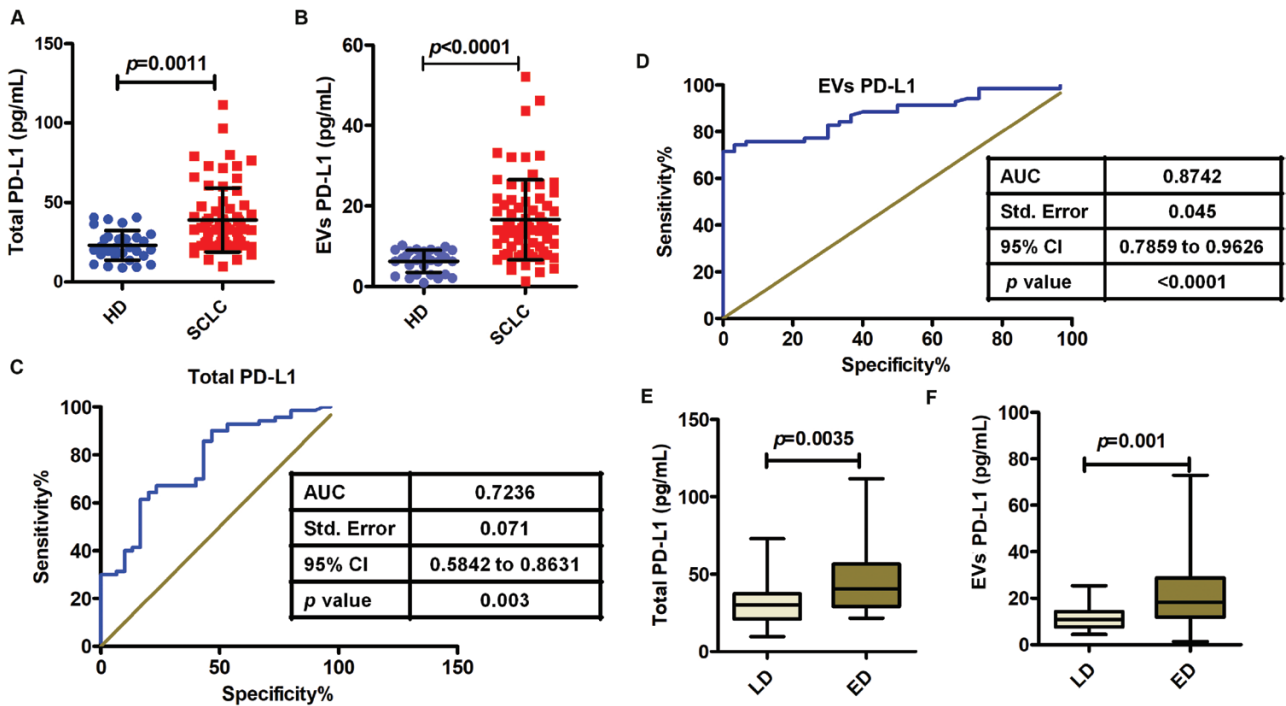 A
Total PD-L1 (pg/mL)
150
100
50
0
p=0.0011
HD
SCLC
B
EVs PD-L1 (pg/mL)
60
40
20
0
p<0.0001
HD
SCLC
C
Total PD-L1
Sensitivity%
100
80
60
40
20
0
0 50 100 150
Specificity%
AUC 0.7236
Std. Error 0.071
95% CI 0.5842 to 0.8631
p value 0.003
D
EVs PD-L1
Sensitivity%
100
80
60
40
20
0
0 20 40 60 80 100
Specificity%
AUC 0.8742
Std. Error 0.045
95% CI 0.7859 to 0.9626
p value <0.0001
E
Total PD-L1 (pg/mL)
150
100
50
0
p=0.0035
LD
ED
F
EVs PD-L1 (pg/mL)
100
80
60
40
20
0
p=0.001
LD
ED